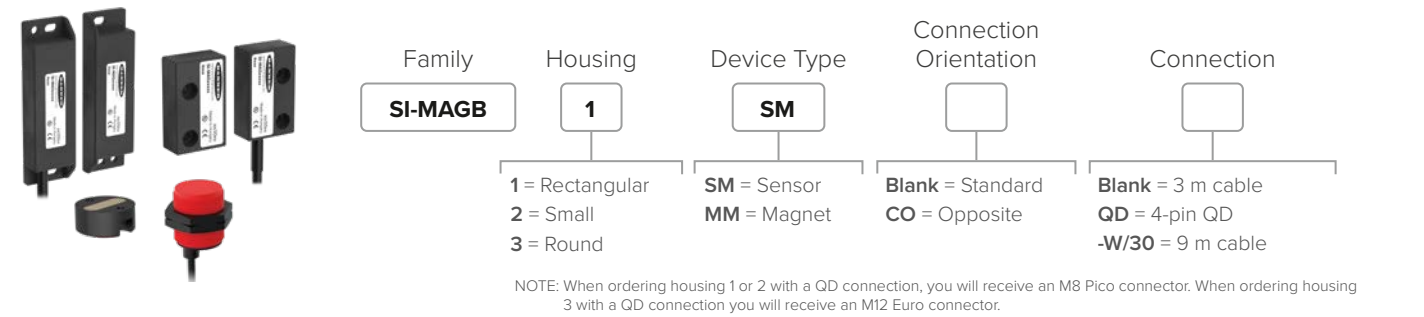 Family
Housing
Device Type
Connection
Orientation
Connection
SI-MAGB
1
SM
1 = Rectangular
2 = Small
3 = Round
SM = Sensor
MM = Magnet
Blank = Standard
CO = Opposite
Blank = 3 m cable
QD = 4-pin QD
-W/30 = 9 m cable
NOTE: When ordering housing 1 or 2 with a QD connection, you will receive an M8 Pico connector. When ordering housing
3 with a QD connection you will receive an M12 Euro connector.